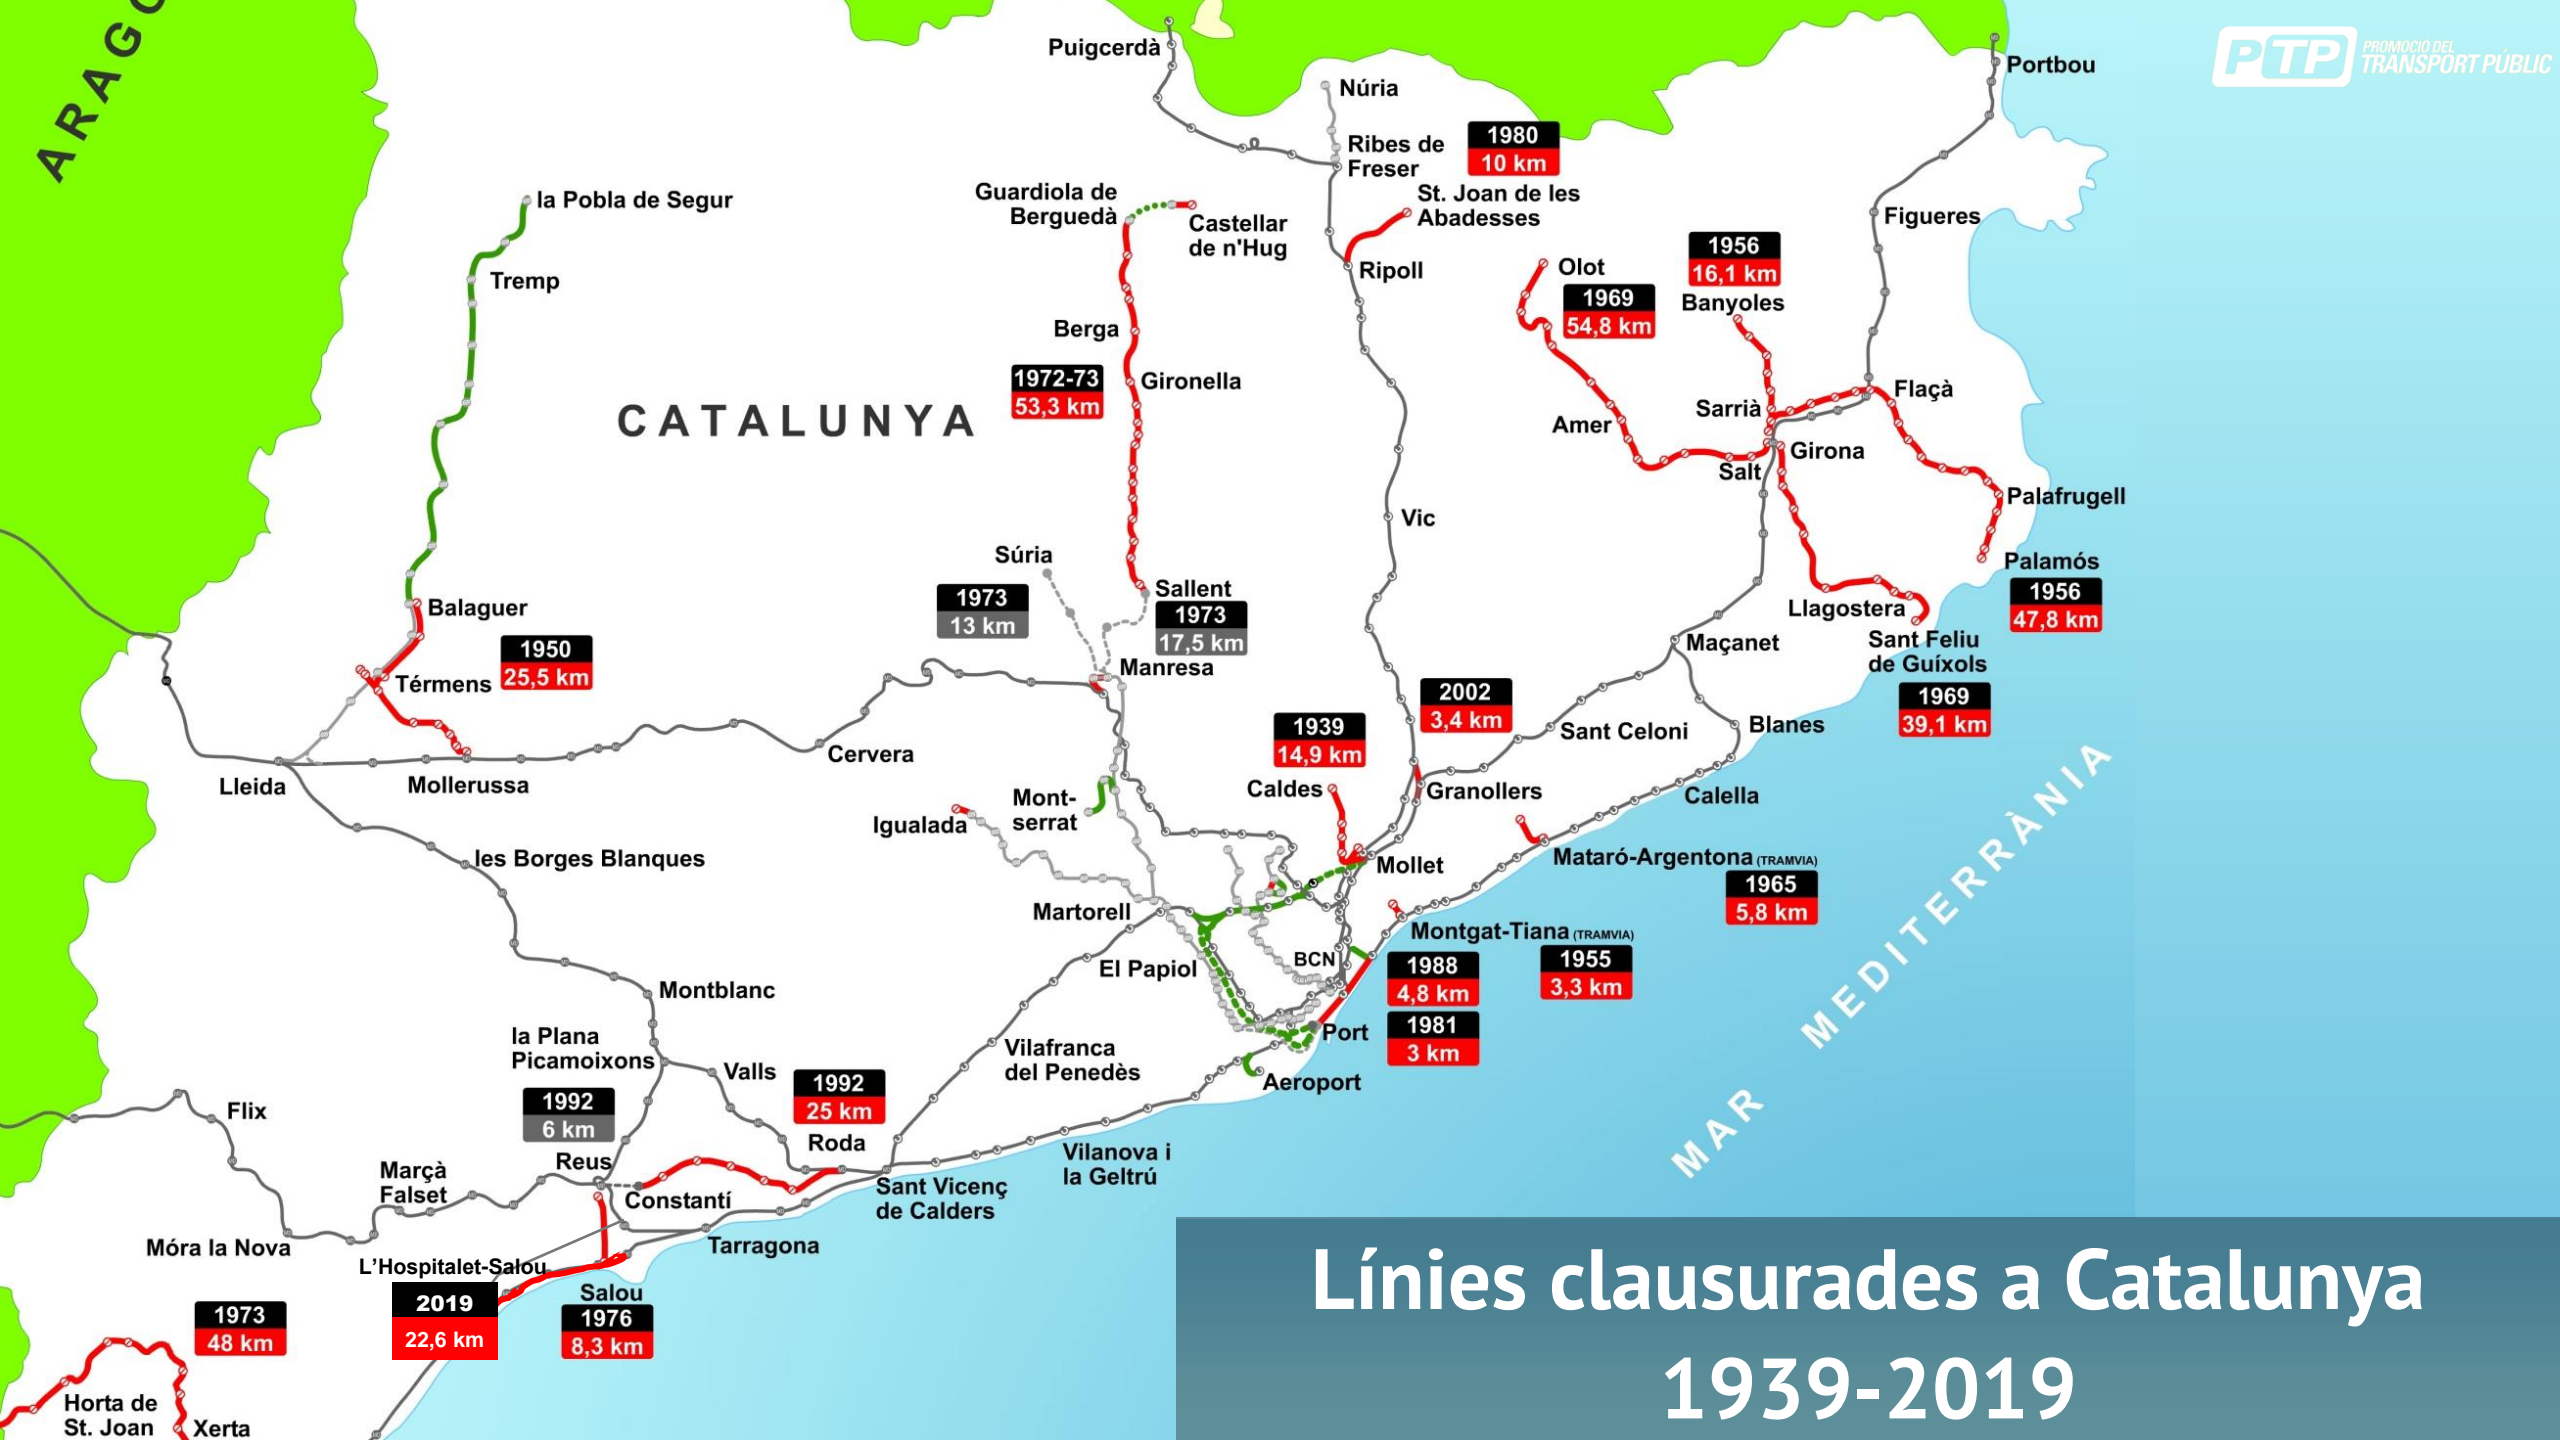 ARAG
Puigcerdà
Núria
Portbou
PTP
PROMOCIO DEL
TRANSPORT PÚBLIC
Ribes de
Freser
1980
10 km
St. Joan de les
Abadesses
la Pobla de Segur
Guardiola de
Berguedà
Castellar
de n'Hug
Figueres
Tremp
Ripoll
Olot
1969
54,8 km
1956
16,1 km
Banyoles
Berga
1972-73
53,3 km
Gironella
CATALUNYA
Flaçà
Sarrià
Amer
Girona
Salt
Palafrugell
Vic
Palamós
1956
47,8 km
Súria
1973
13 km
Sallent
1973
17,5 km
Manresa
Balaguer
1950
25,5 km
Térmens
Llagostera
Sant Feliu
de Guíxols
1969
39,1 km
Maçanet
2002
3,4 km
Sant Celoni
Blanes
1939
14,9 km
Caldes
Granollers
Calella
Cervera
Lleida
Mollerussa
Mont-
serrat
Igualada
les Borges Blanques
Mollet
Mataró-Argentona (TRAMVIA)
1965
5,8 km
Martorell
Montgat-Tiana (TRAMVIA)
1955
3,3 km
BCN
1988
4,8 km
1981
3 km
El Papiol
Port
Aeroport
MAR MEDITERRÀNIA
Montblanc
la Plana
Picamoixons
Valls
Vilafranca
del Penedès
1992
25 km
Roda
1992
6 km
Flix
Reus
Marçà
Falset
Constantí
Vilanova i
la Geltrú
Sant Vicenç
de Calders
Móra la Nova
Tarragona
L'Hospitalet-Salou
2019
22,6 km
Salou
1976
8,3 km
1973
48 km
Horta de
St. Joan
Xerta
Línies clausurades a Catalunya
1939-2019